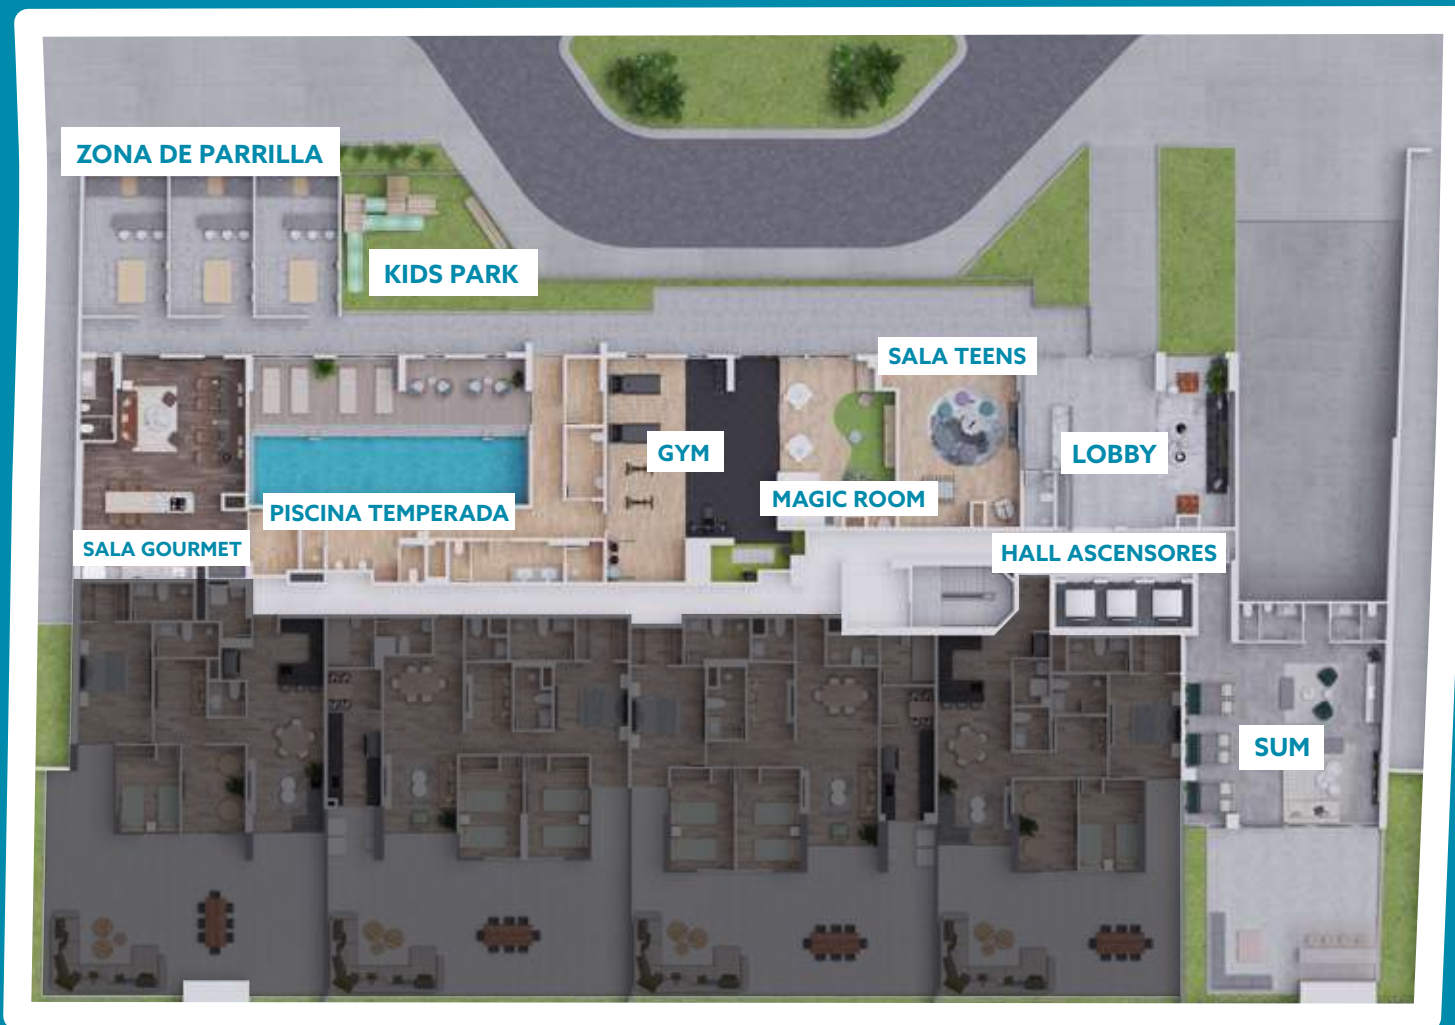 ZONA DE PARRILLA
KIDS PARK
SALA TEENS
GYM
LOBBY
MAGIC ROOM
PISCINA TEMPERADA
SALA GOURMET
HALL ASCENSORES
SUM